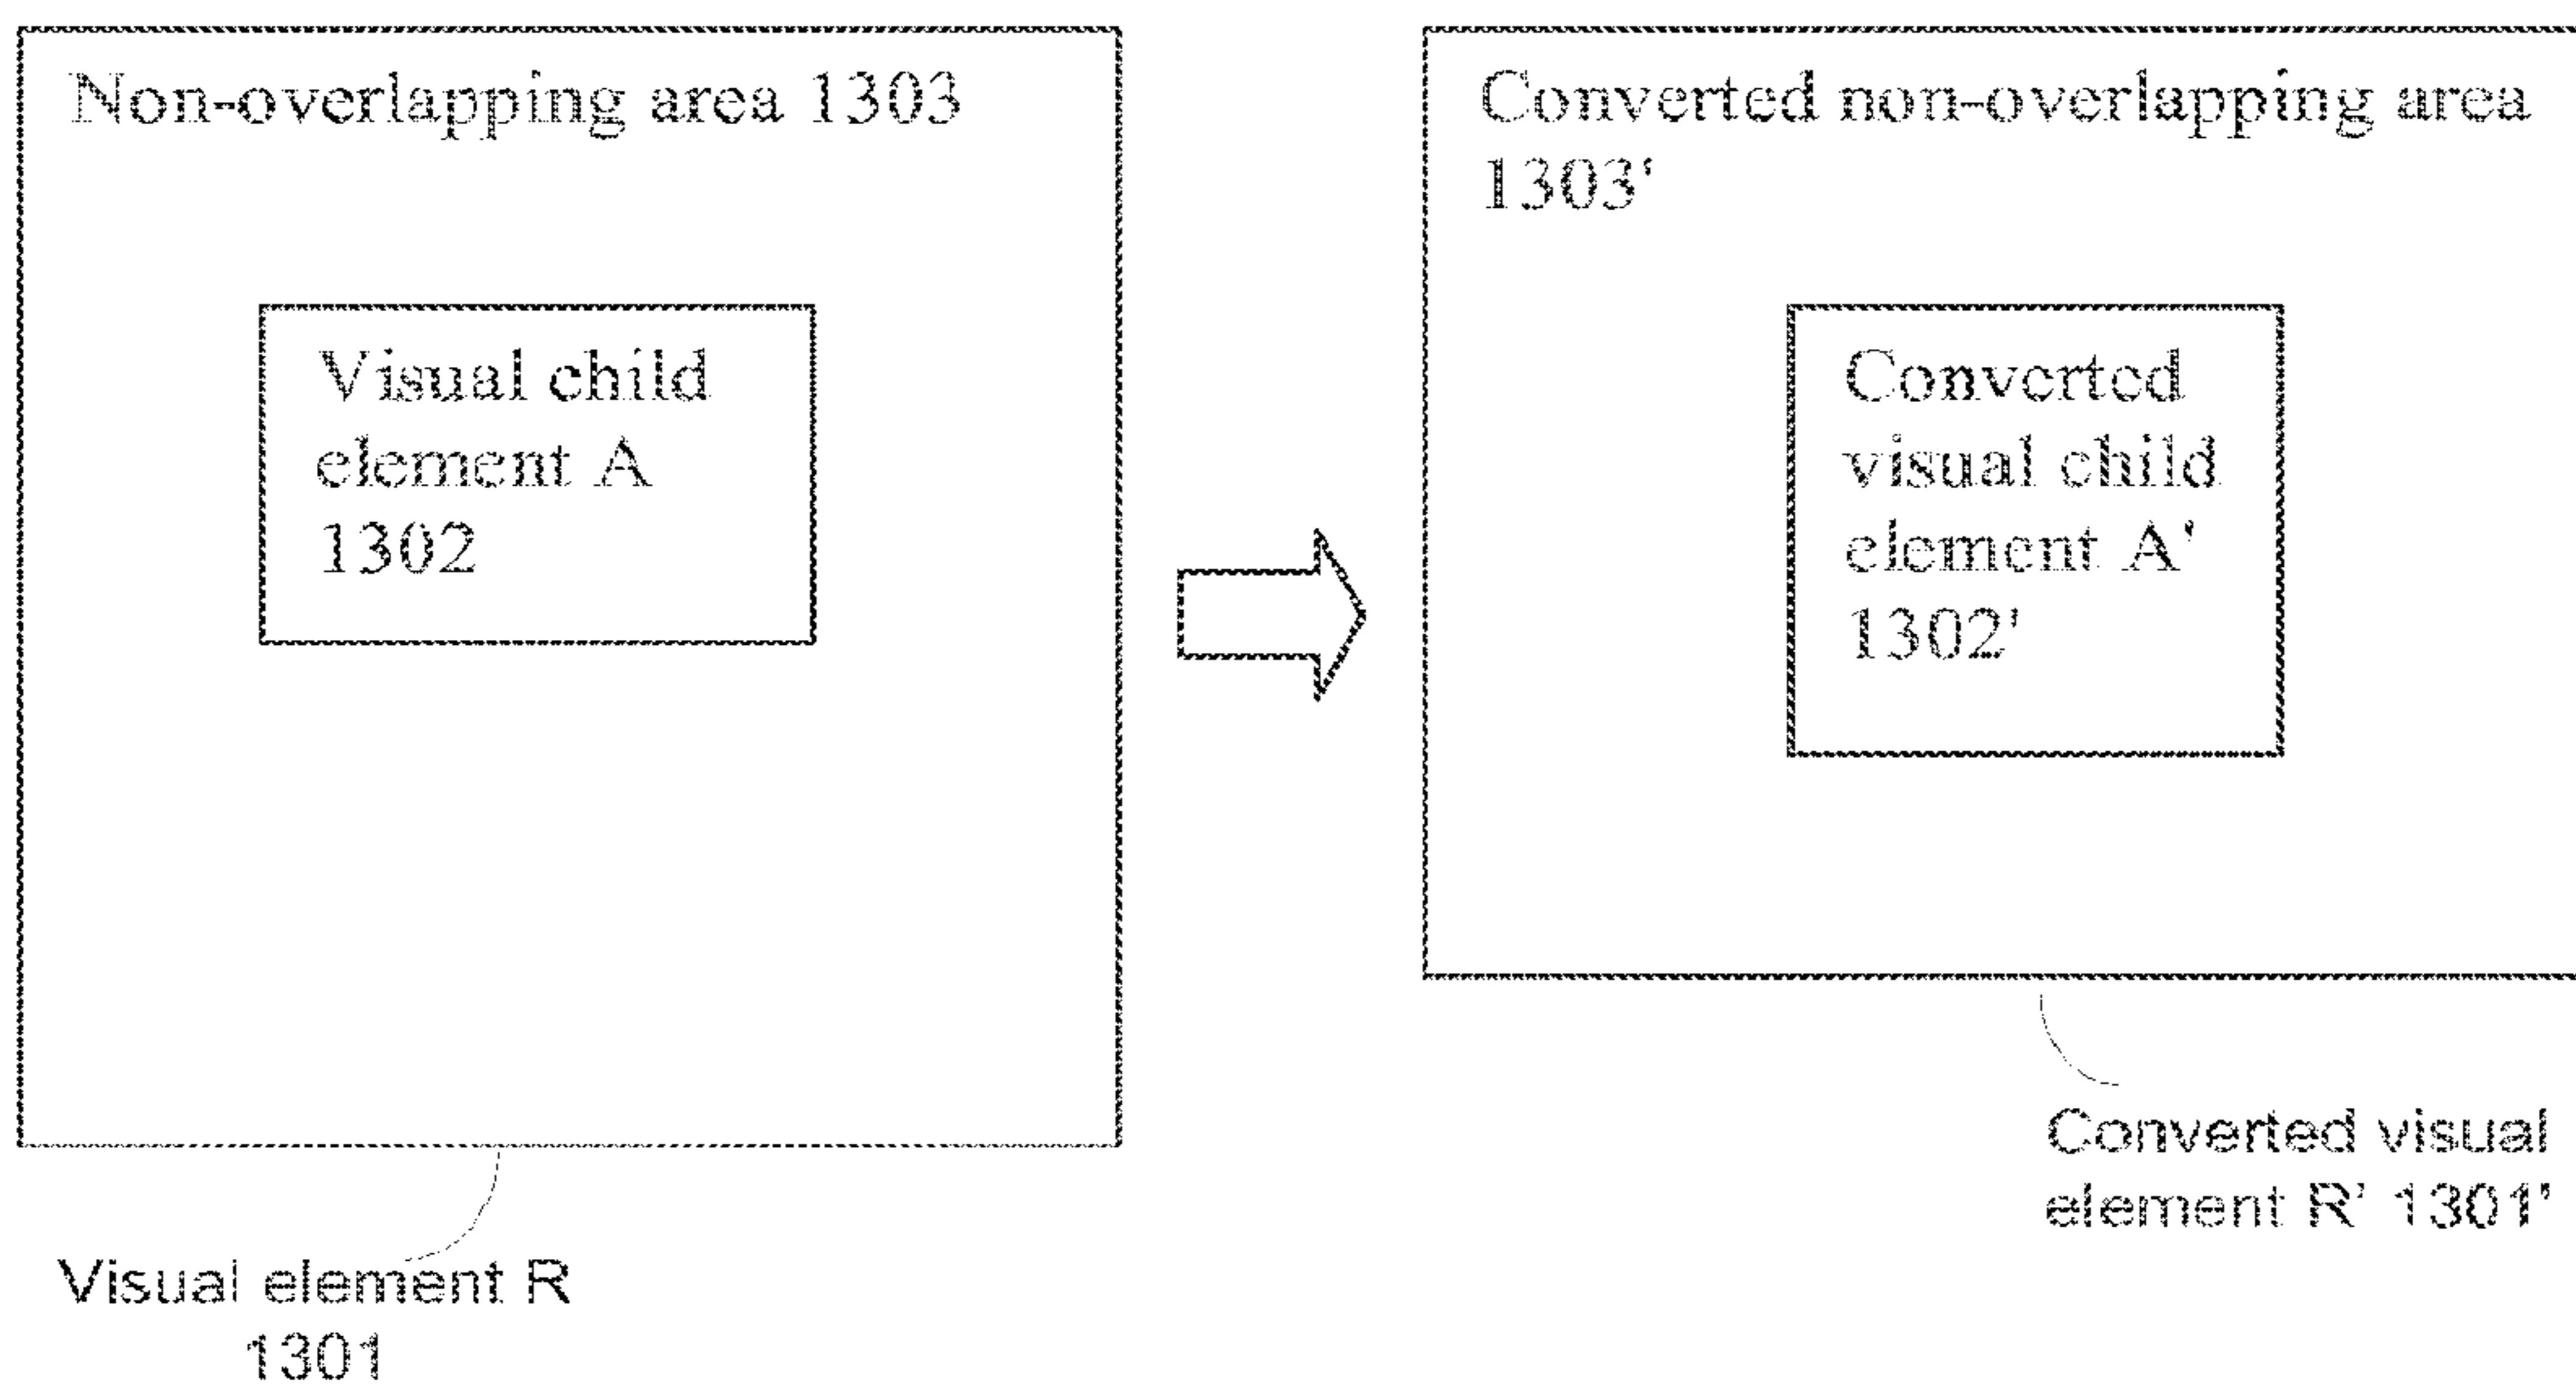 Non-overlapping area 1303
Visual child
element A
1302
Visual element R
1301
Converted non-overlapping area
1303'
Converted
visual child
element A'
1302'
Converted visual
element R' 1301'